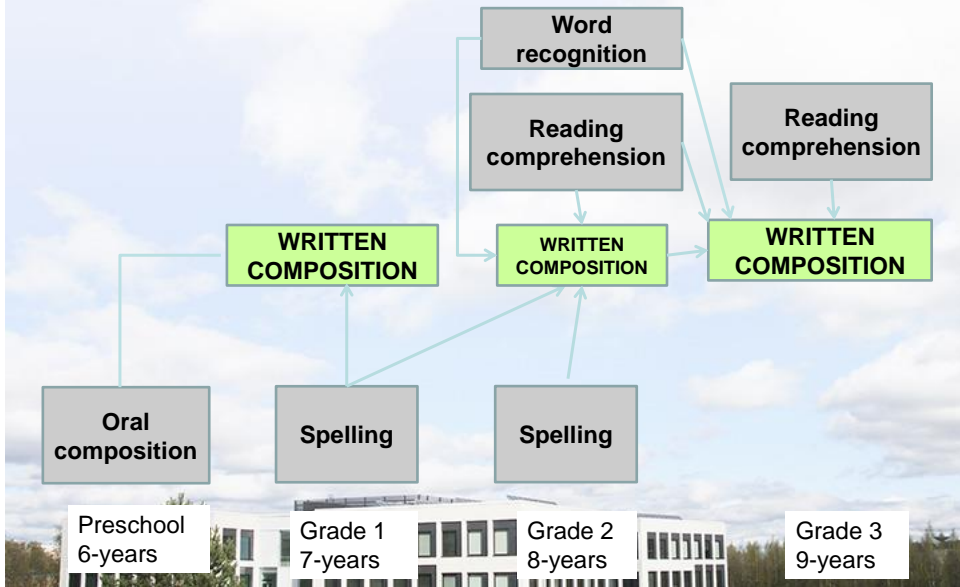 Word
recognition
Reading
comprehension
Reading
comprehension
WRITTEN
COMPOSITION
WRITTEN
COMPOSITION
WRITTEN
COMPOSITION
Oral
composition
Spelling
Spelling
Preschool
6-years
Grade 1
7-years
Grade 2
8-years
Grade 3
9-years